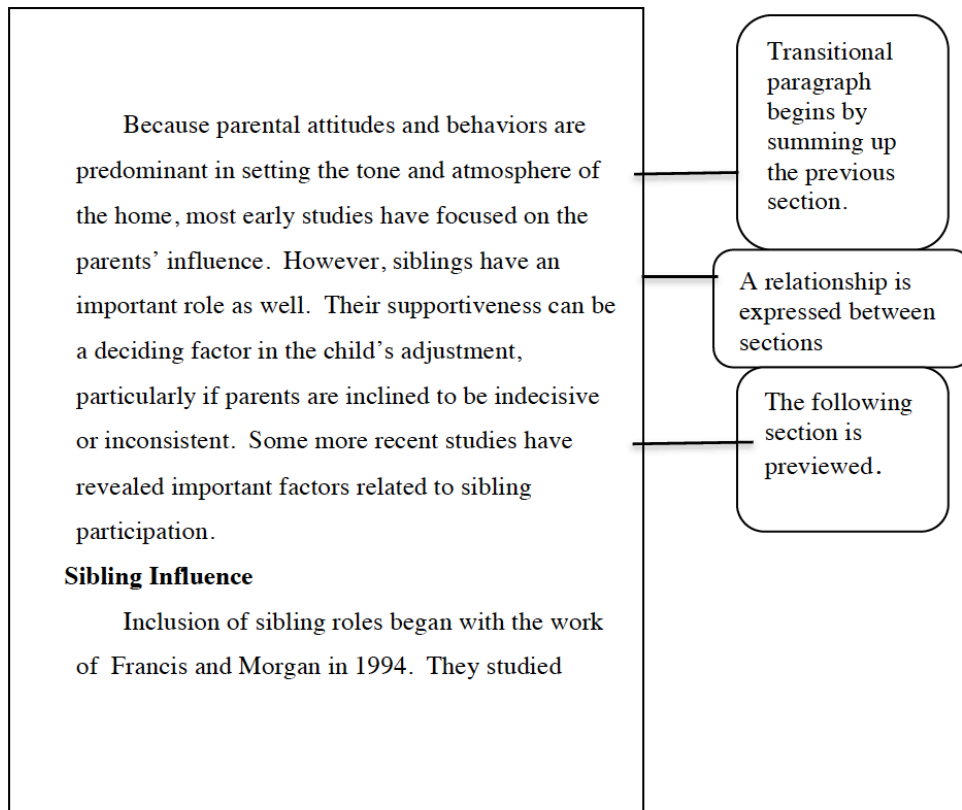 Because parental attitudes and behaviors are
predominant in setting the tone and atmosphere of
the home, most early studies have focused on the
parents’ influence.  However, siblings have an
important role as well.  Their supportiveness can be
a deciding factor in the child’s adjustment,
particularly if parents are inclined to be indecisive
or inconsistent.  Some more recent studies have
revealed important factors related to sibling
participation.
Sibling Influence
Inclusion of sibling roles began with the work
of  Francis and Morgan in 1994.  They studied
Transitional
paragraph
begins by
summing up
the previous
section.
A relationship is
expressed between
sections
The following
section is
previewed.